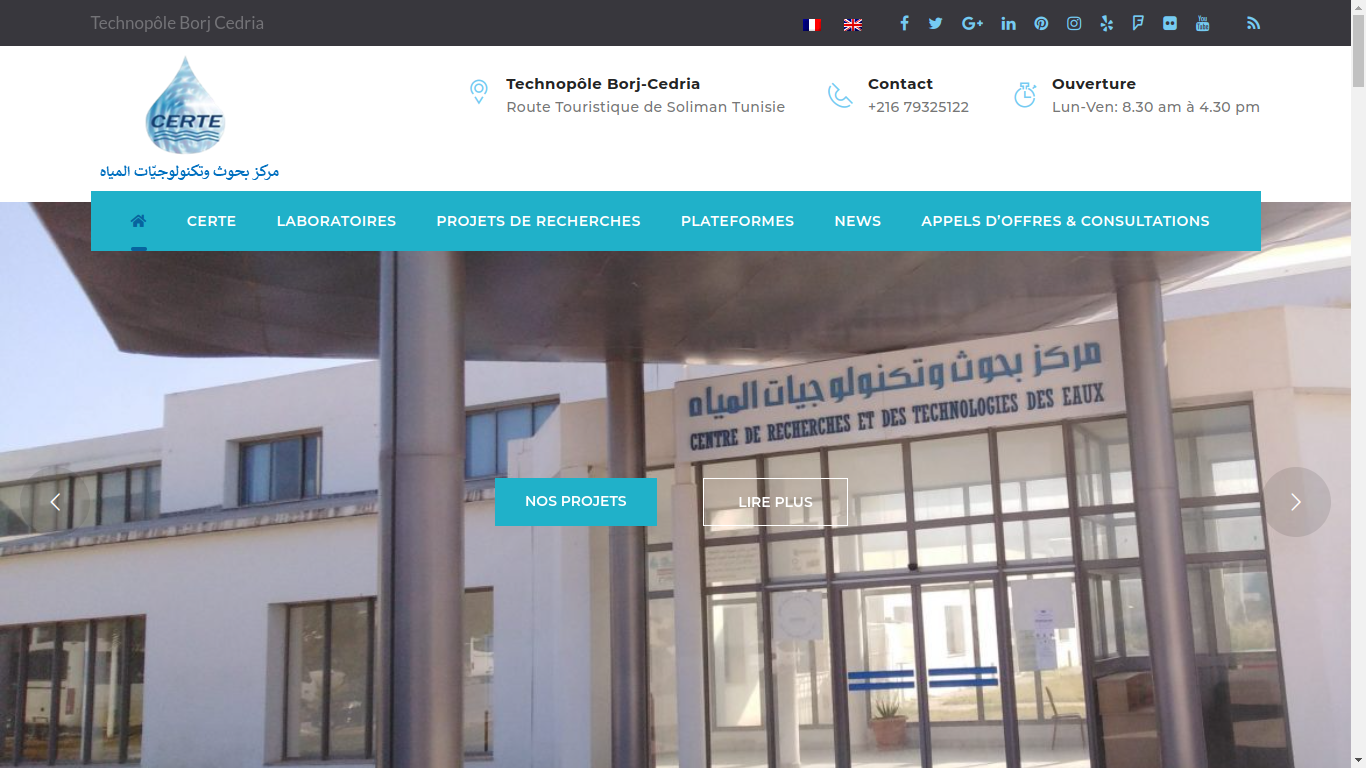 Technopôle Borj Cedria
CERTE
مركز بحوث وتكنولوجيّات المياه
Technopôle Borj-Cedria
Route Touristique de Soliman Tunisie
Contact
+216 79325122
Ouverture
Lun-Ven: 8.30 am à 4.30 pm
CERTE
LABORATOIRES
PROJETS DE RECHERCHES
PLATEFORMES
NEWS
APPELS D’OFFRES & CONSULTATIONS
مركز بحوث وتكنولوجيات المياه
CENTRE DE RECHERCHES ET DES TECHNOLOGIES DES EAUX
NOS PROJETS
LIRE PLUS